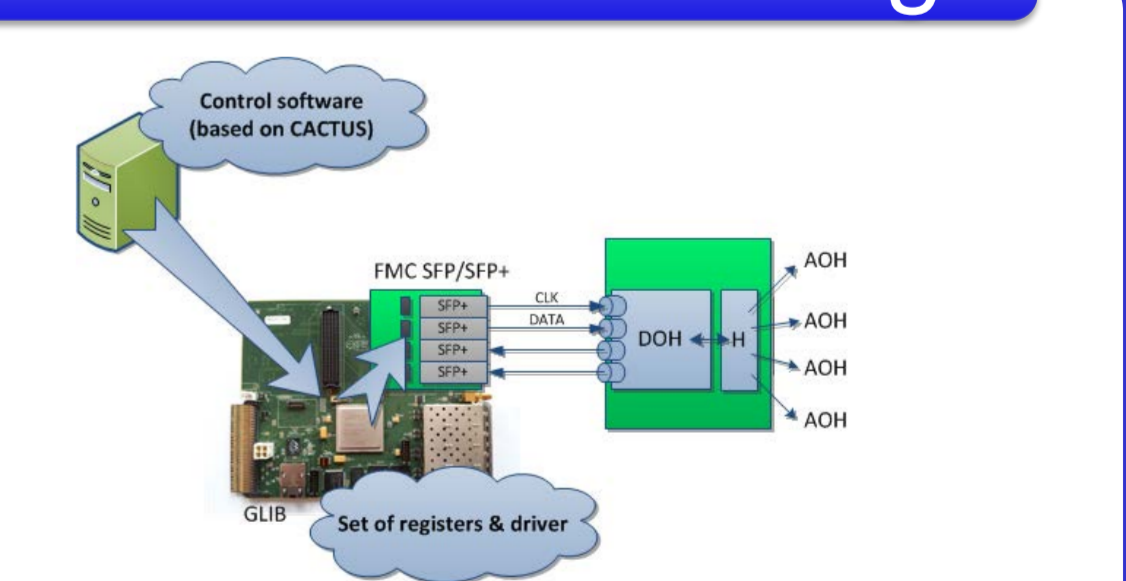 Control software
(based on CACTUS)
FMC SFP/SFP+
SFP+
SFP+
SFP+
SFP+
CLK
DATA
DOH
H
AOH
AOH
AOH
AOH
GLIB
Set of registers & driver